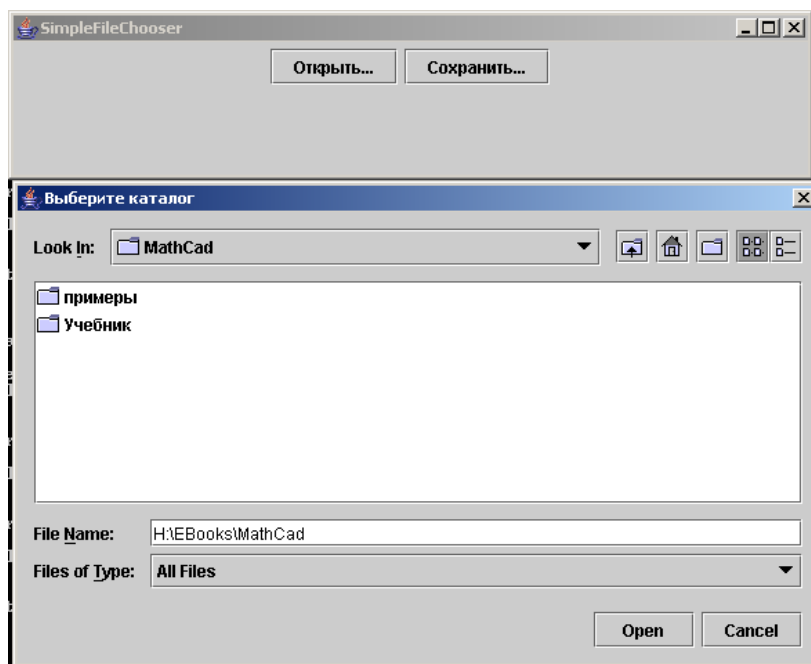 SimpleFileChooser
Открыть... Сохранить...
Выберите каталог
Look In: MathCad
примеры
Учебник
File Name: H:\EBooks\MathCad
Files of Type: All Files
Open Cancel